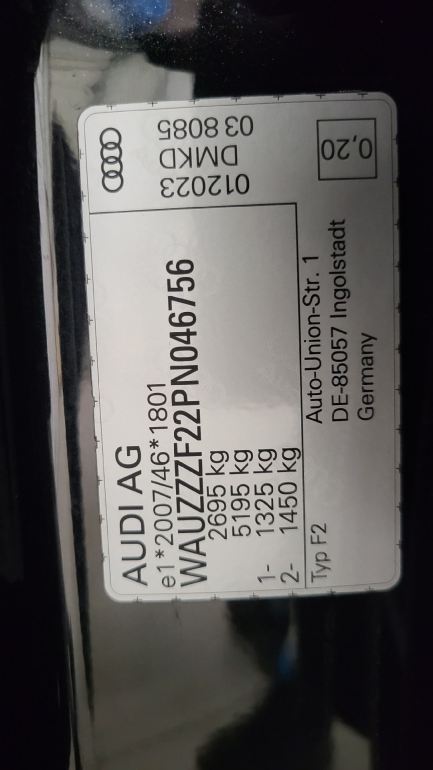 AUDI AG
e1*2007/46*1801
WAUZZZF22PN046756
2695 kg
5195 kg
1- 1325 kg
2- 1450 kg
Typ F2
Auto-Union-Str. 1
DE-85057 Ingolstadt
Germany
03 8085
DMKD
012023
0,20